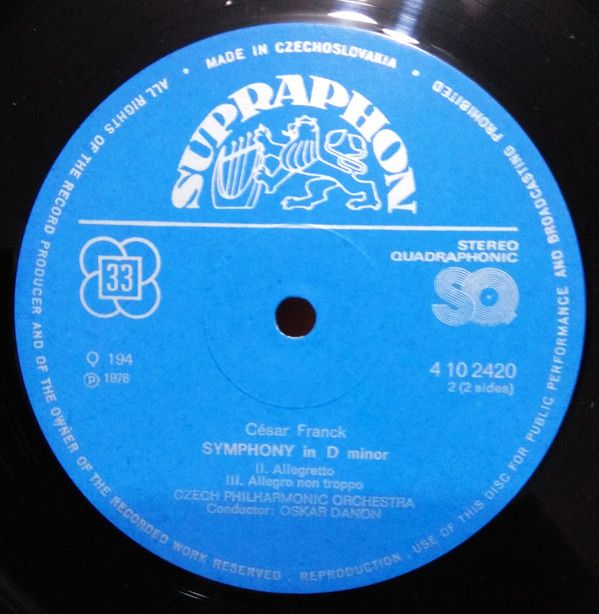 ALL RIGHTS OF THE RECORD PRODUCER AND OF THE OWNER OF THE RECORDED WORK RESERVED · REPRODUCTION, USE OF THIS DISC FOR PUBLIC PERFORMANCE AND BROADCASTING PROHIBITED
MADE IN CZECHOSLOVAKIA
SUPRAPHON
STEREO
QUADRAPHONIC
33
SQ
Q 194
4 10 2420
℗ 1978
2 (2 sides)
César Franck
SYMPHONY in D minor
II. Allegretto
III. Allegro non troppo
CZECH PHILHARMONIC ORCHESTRA
Conductor: OSKAR DANON